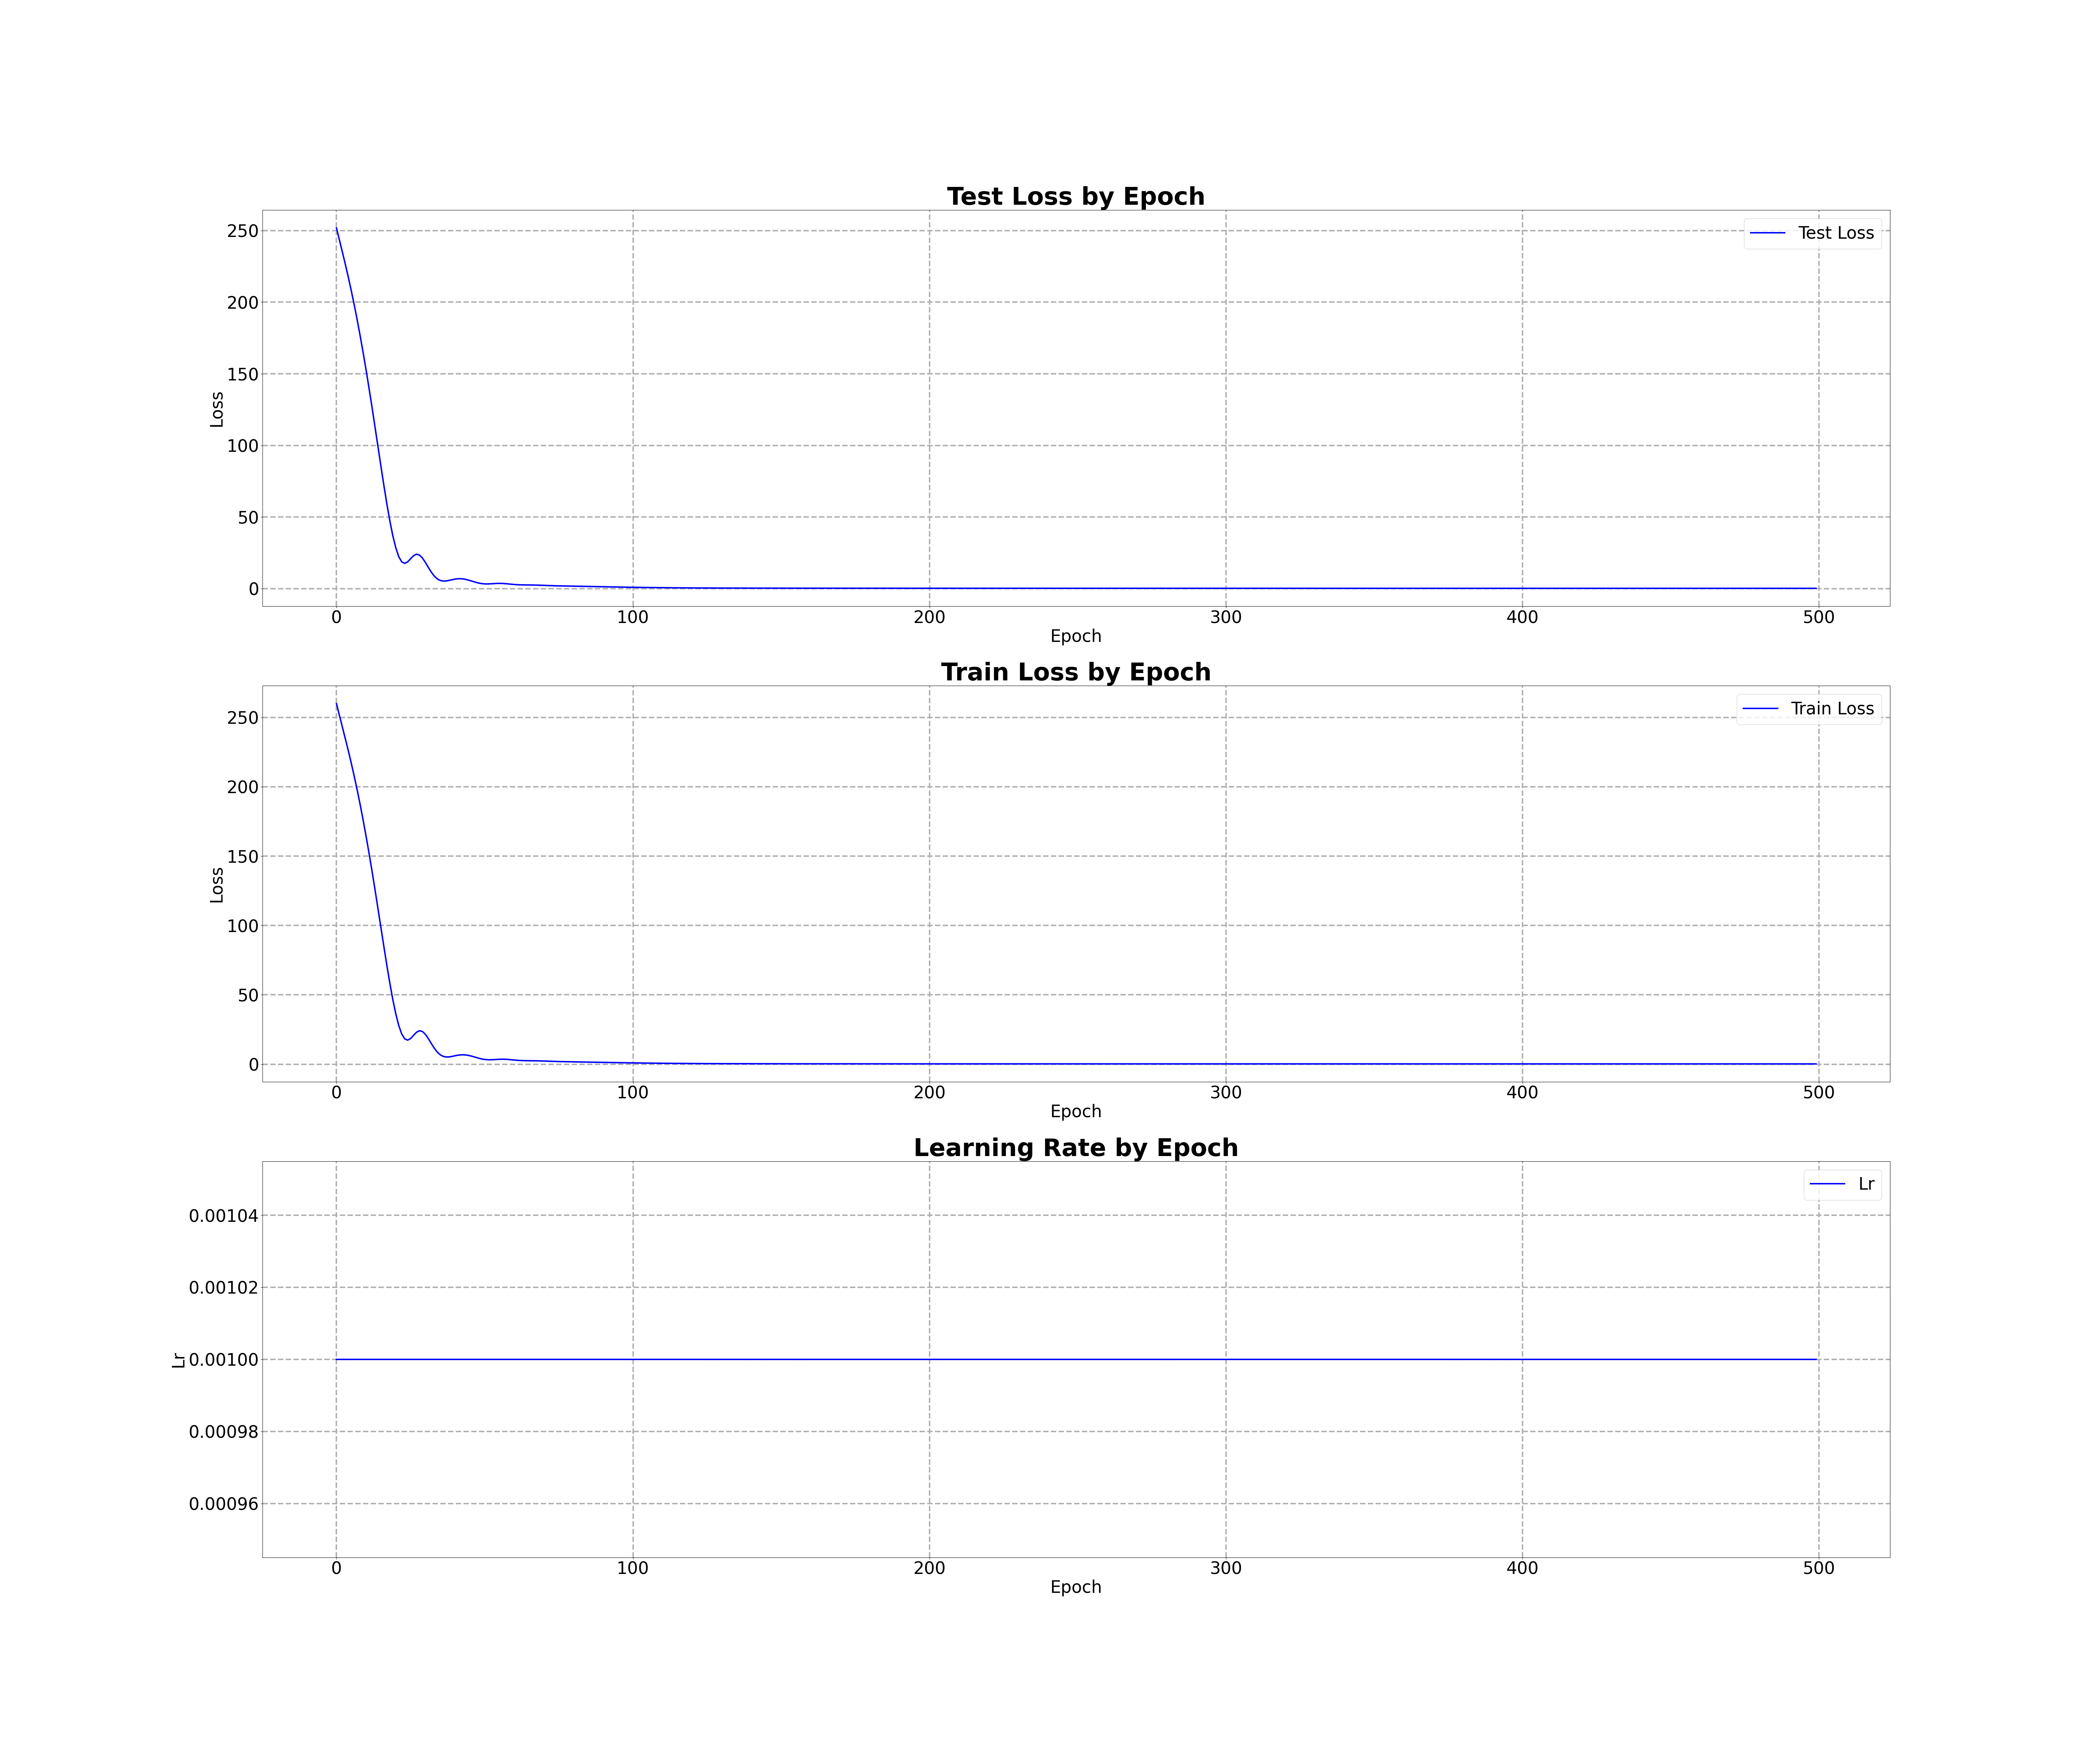 Test Loss by Epoch
Test Loss
250
200
150
100
50
0
Loss
0 100 200 300 400 500
Epoch
Train Loss by Epoch
Train Loss
250
200
150
100
50
0
Loss
0 100 200 300 400 500
Epoch
Learning Rate by Epoch
Lr
0.00104
0.00102
0.00100
0.00098
0.00096
Lr
0 100 200 300 400 500
Epoch